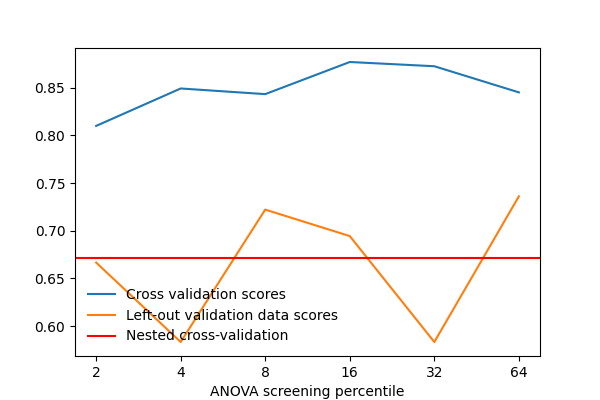 0.85
0.80
0.75
0.70
0.65
0.60
Cross validation scores
Left-out validation data scores
Nested cross-validation
2 4 8 16 32 64
ANOVA screening percentile